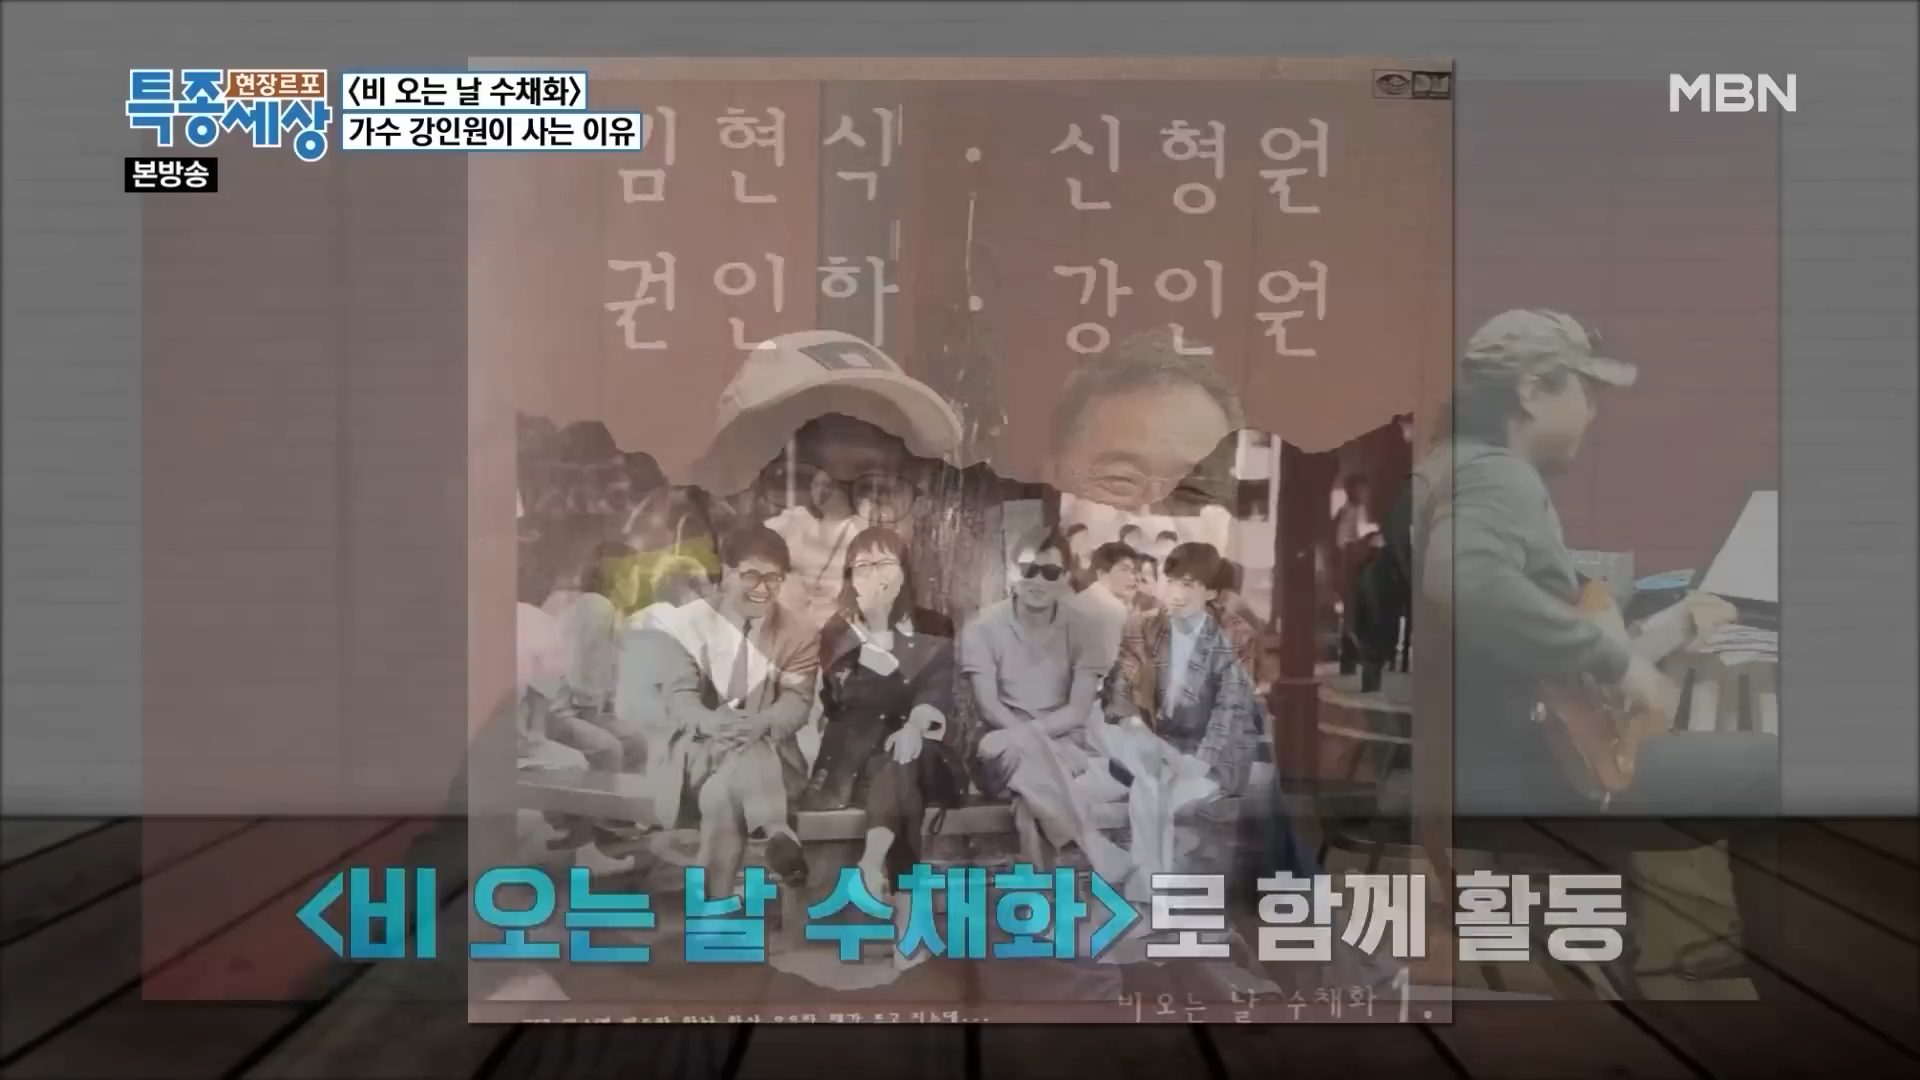 현장르포
특종세상
<비 오는 날 수채화>
가수 강인원이 사는 이유
본방송
MBN
김현식 · 신형원
권인하 · 강인원
<비 오는 날 수채화>로 함께 활동
비오는 날 수채화 1.